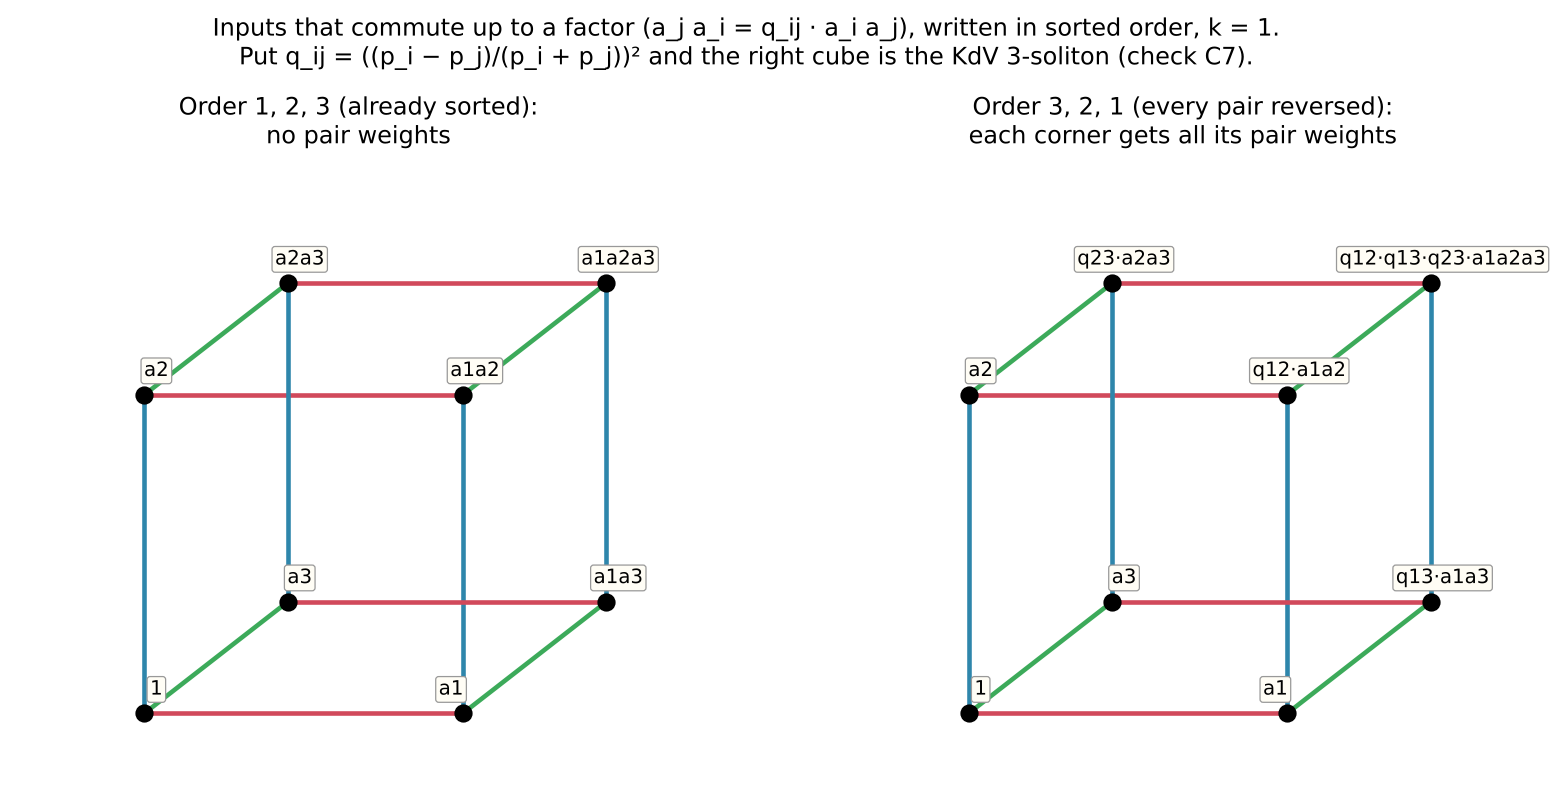 Inputs that commute up to a factor (a_j a_i = q_ij · a_i a_j), written in sorted order, k = 1.
Put q_ij = ((p_i − p_j)/(p_i + p_j))² and the right cube is the KdV 3-soliton (check C7).
Order 1, 2, 3 (already sorted):
no pair weights
a2a3
a1a2a3
a2
a1a2
a3
a1a3
1
a1
Order 3, 2, 1 (every pair reversed):
each corner gets all its pair weights
q23·a2a3
q12·q13·q23·a1a2a3
a2
q12·a1a2
a3
q13·a1a3
1
a1